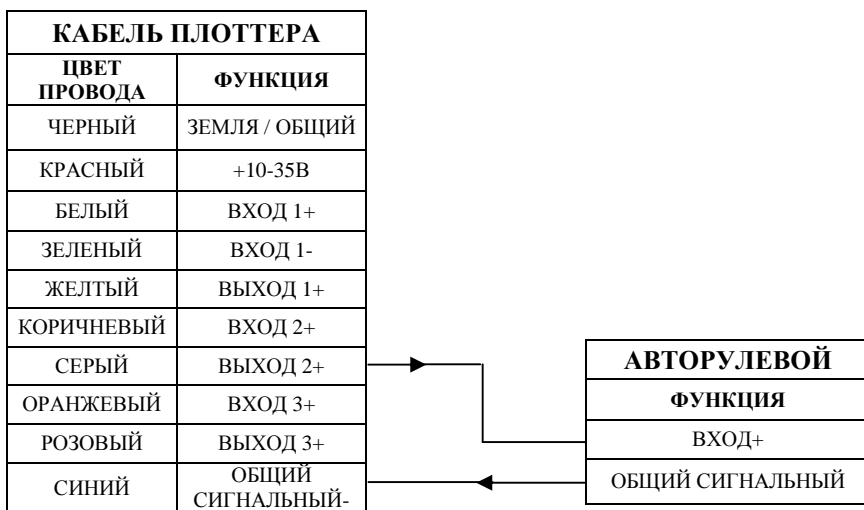 КАБЕЛЬ ПЛОТТЕРА
ЦВЕТ ФУНКЦИЯ
ПРОВОДА
ЧЕРНЫЙ ЗЕМЛЯ / ОБЩИЙ
КРАСНЫЙ +10-35В
БЕЛЫЙ ВХОД 1+
ЗЕЛЕНЫЙ ВХОД 1-
ЖЕЛТЫЙ ВЫХОД 1+
КОРИЧНЕВЫЙ ВХОД 2+
СЕРЫЙ ВЫХОД 2+
ОРАНЖЕВЫЙ ВХОД 3+
РОЗОВЫЙ ВЫХОД 3+
СИНИЙ ОБЩИЙ
СИГНАЛЬНЫЙ-
АВТОРУЛЕВОЙ
ФУНКЦИЯ
ВХОД+
ОБЩИЙ СИГНАЛЬНЫЙ